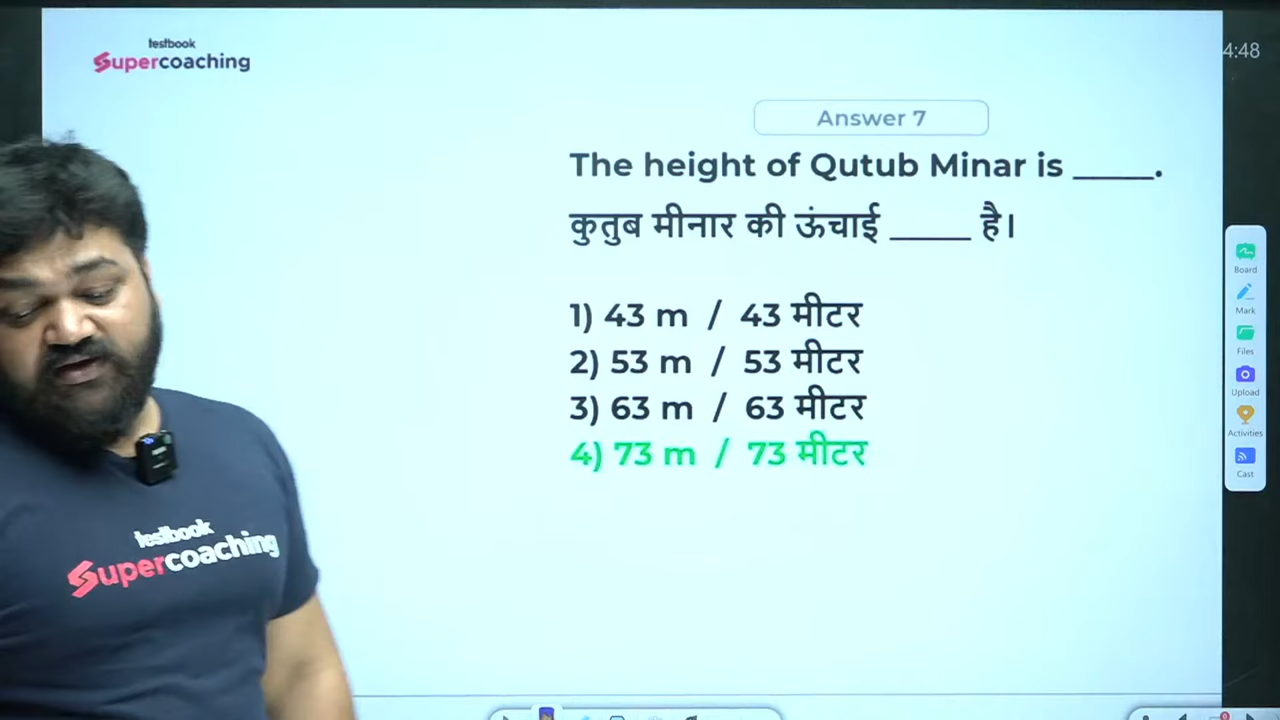 testbook
Supercoaching
4:48
Answer 7
The height of Qutub Minar is _____.
कुतुब मीनार की ऊंचाई _____ है।
1) 43 m / 43 मीटर
2) 53 m / 53 मीटर
3) 63 m / 63 मीटर
4) 73 m / 73 मीटर
Board
Mark
Files
Upload
Activities
Cast
testbook
Supercoaching